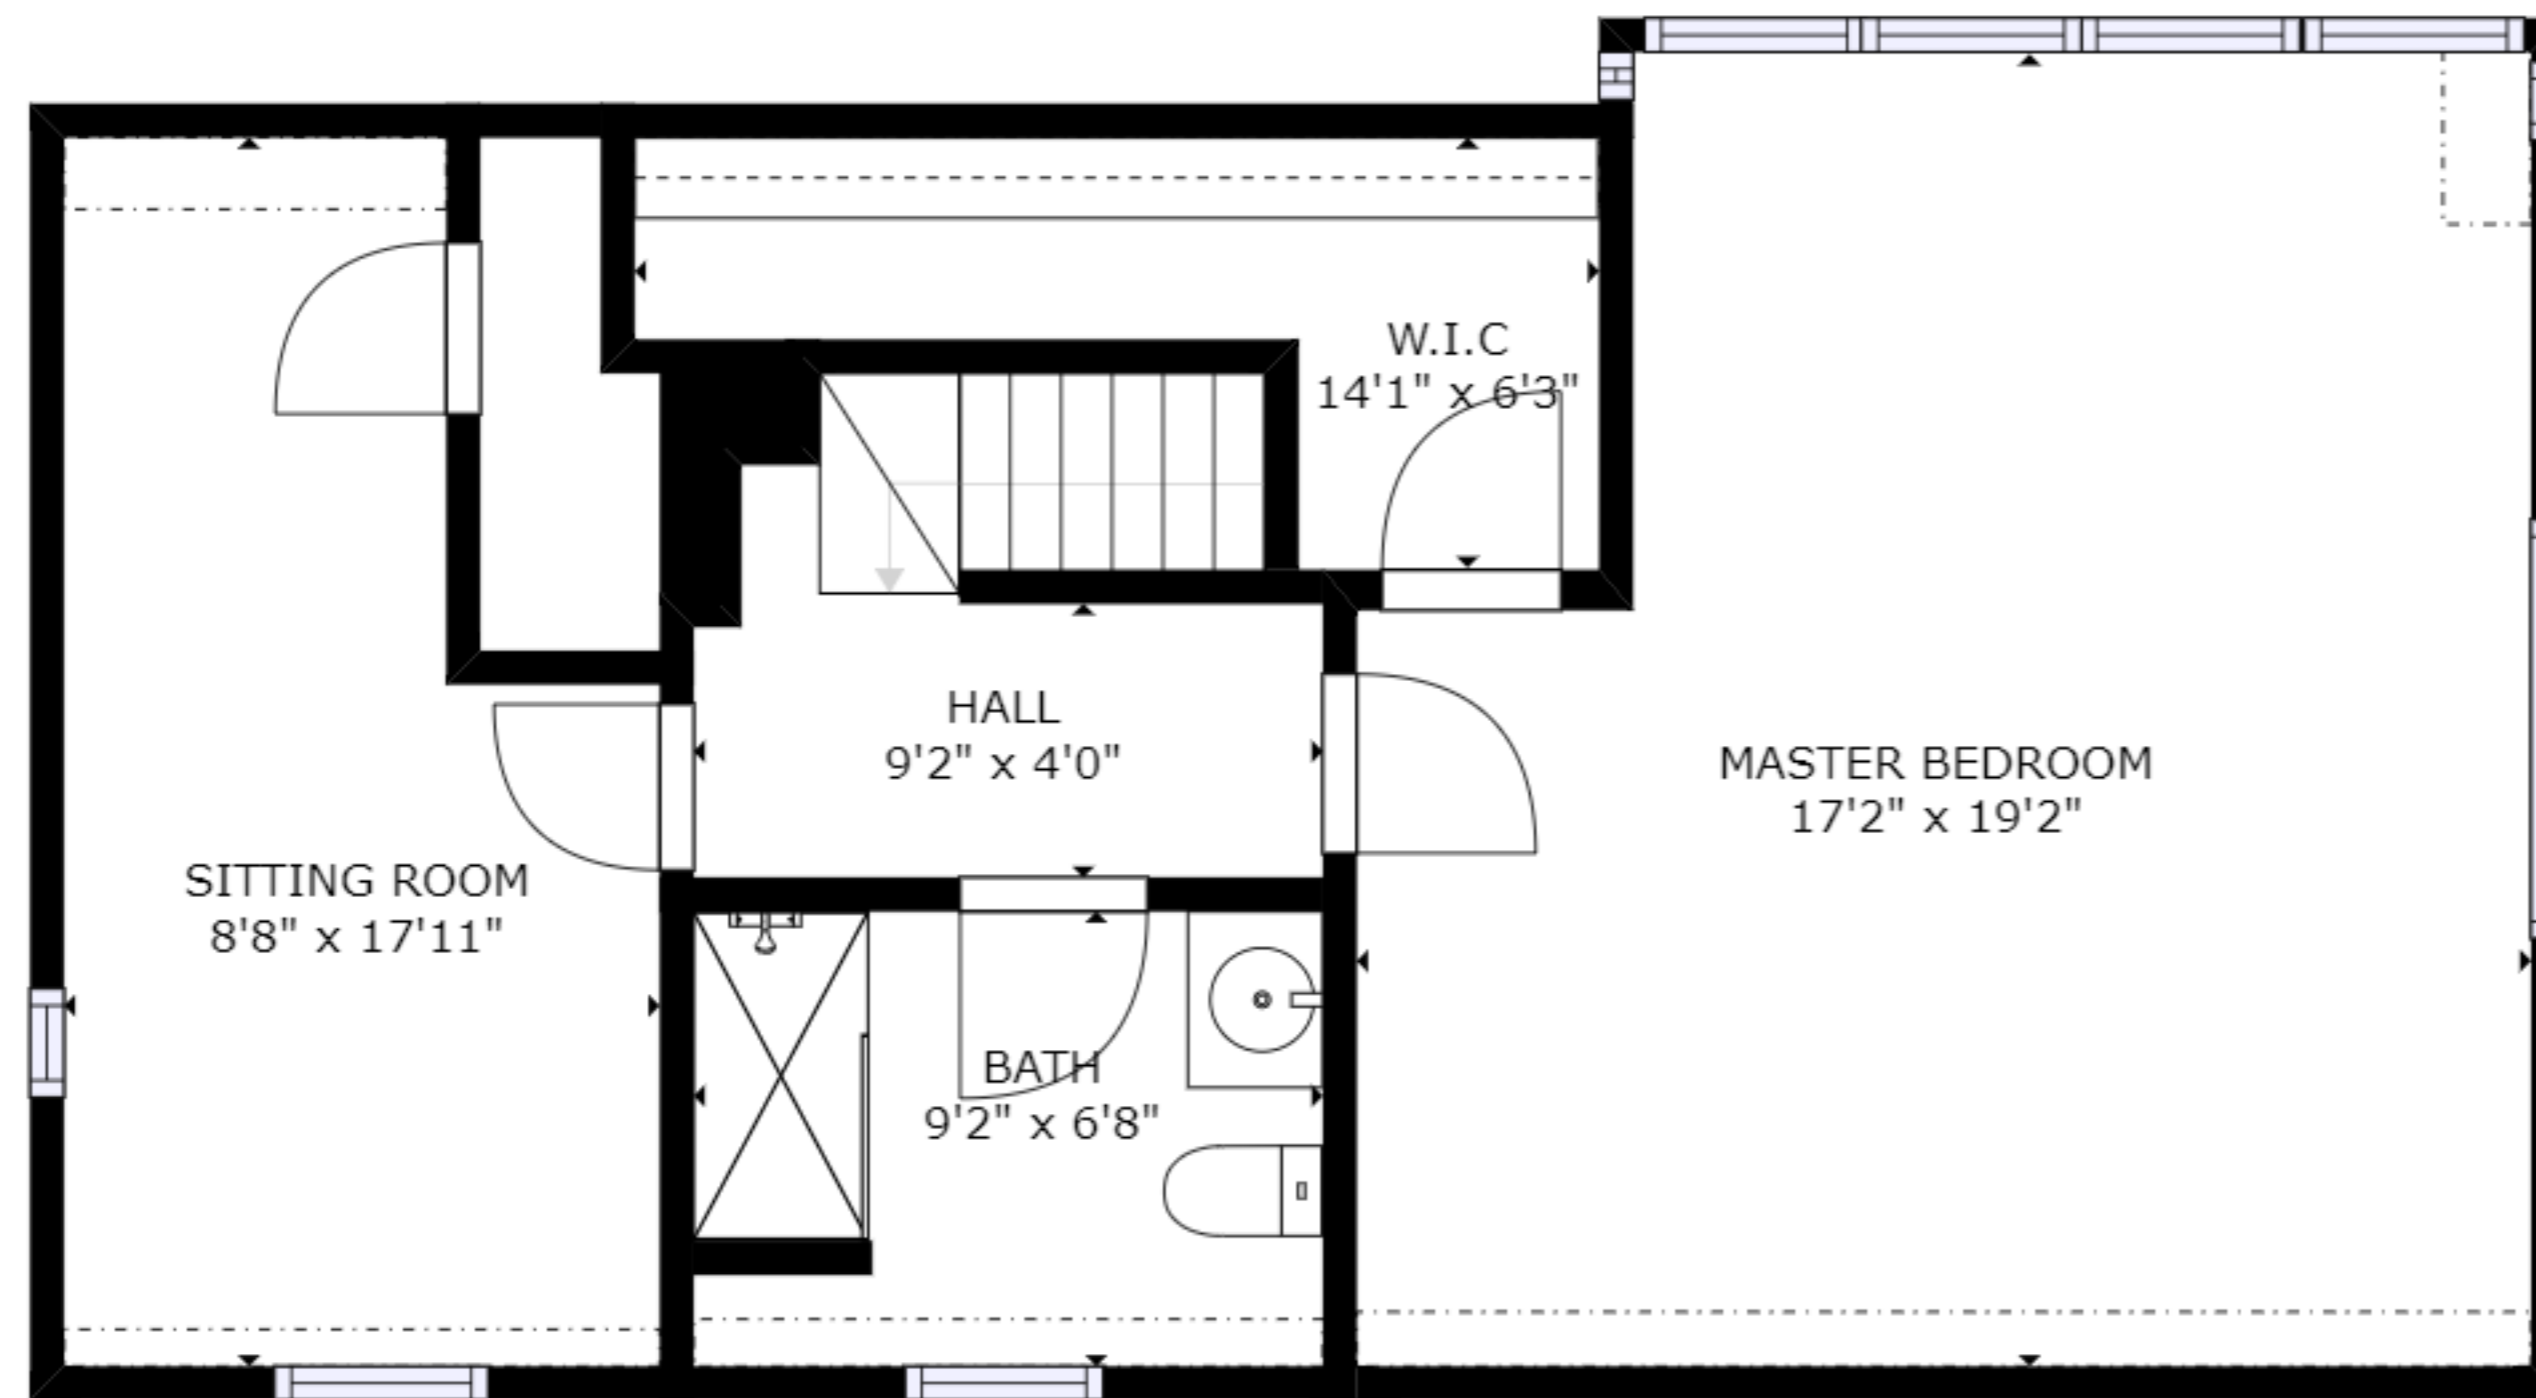 W.I.C
14'1" x 6'3"
HALL
9'2" x 4'0"
MASTER BEDROOM
17'2" x 19'2"
SITTING ROOM
8'8" x 17'11"
BATH
9'2" x 6'8"